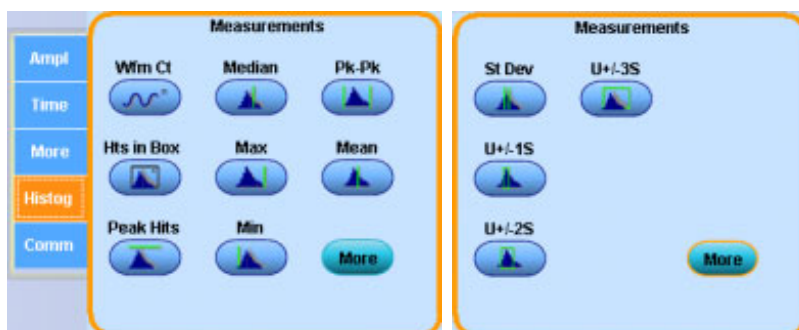 Measurements
Ampl
Time
More
Histog
Comm
Wfm Ct Median Pk-Pk
Hts in Box Max Mean
Peak Hits Min
More
Measurements
St Dev U+/-3S
U+/-1S
U+/-2S
More